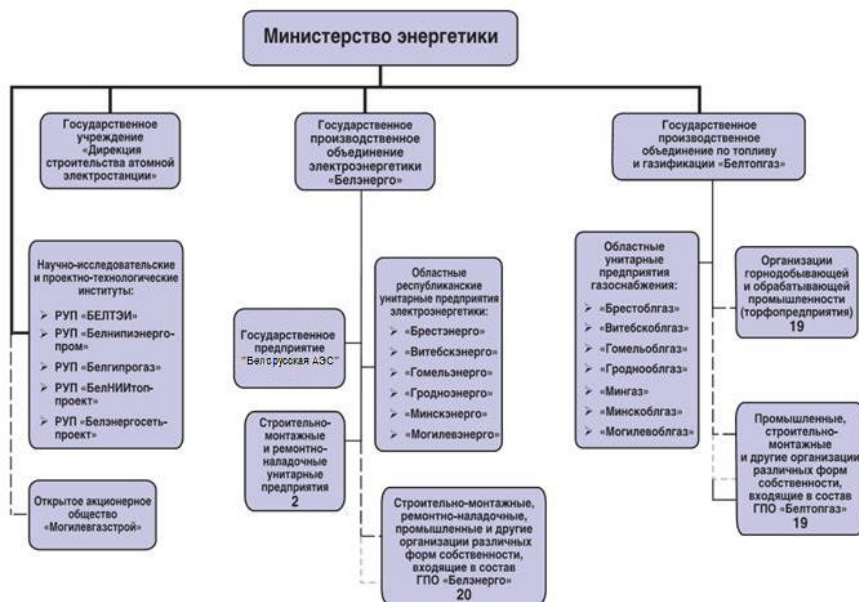 Министерство энергетики
Государственное
учреждение
«Дирекция
строительства атомной
электростанции»
Государственное
производственное
объединение
электроэнергетики
«Белэнерго»
Государственное
производственное
объединение по топливу
и газификации «Белтопгаз»
Научно-исследовательские
и проектно-технологические
институты:
➢ РУП «БЕЛТЭИ»
➢ РУП «Белнипиэнерго-
пром»
➢ РУП «Белгипрогаз»
➢ РУП «БелНИИтоп-
проект»
➢ РУП «Белэнергосеть-
проект»
Открытое акционерное
общество
«Могилевгазстрой»
Государственное
предприятие
"Белорусская АЭС"
Строительно-
монтажные
и ремонтно-
наладочные
унитарные
предприятия
2
Областные
республиканские
унитарные предприятия
электроэнергетики:
➢ «Брестэнерго»
➢ «Витебскэнерго»
➢ «Гомельэнерго»
➢ «Гродноэнерго»
➢ «Минскэнерго»
➢ «Могилевэнерго»
Строительно-монтажные,
ремонтно-наладочные,
промышленные и другие
организации различных
форм собственности,
входящие в состав
ГПО «Белэнерго»
20
Областные
унитарные
предприятия
газоснабжения:
➢ «Брестоблгаз»
➢ «Витебскоблгаз»
➢ «Гомельоблгаз»
➢ «Гроднооблгаз»
➢ «Мингаз»
➢ «Минскоблгаз»
➢ «Могилевоблгаз»
Организации
горнодобывающей
и обрабатывающей
промышленности
(торфопредприятия)
19
Промышленные,
строительно-
монтажные
и другие организации
различных форм
собственности,
входящие в состав
ГПО «Белтопгаз»
19